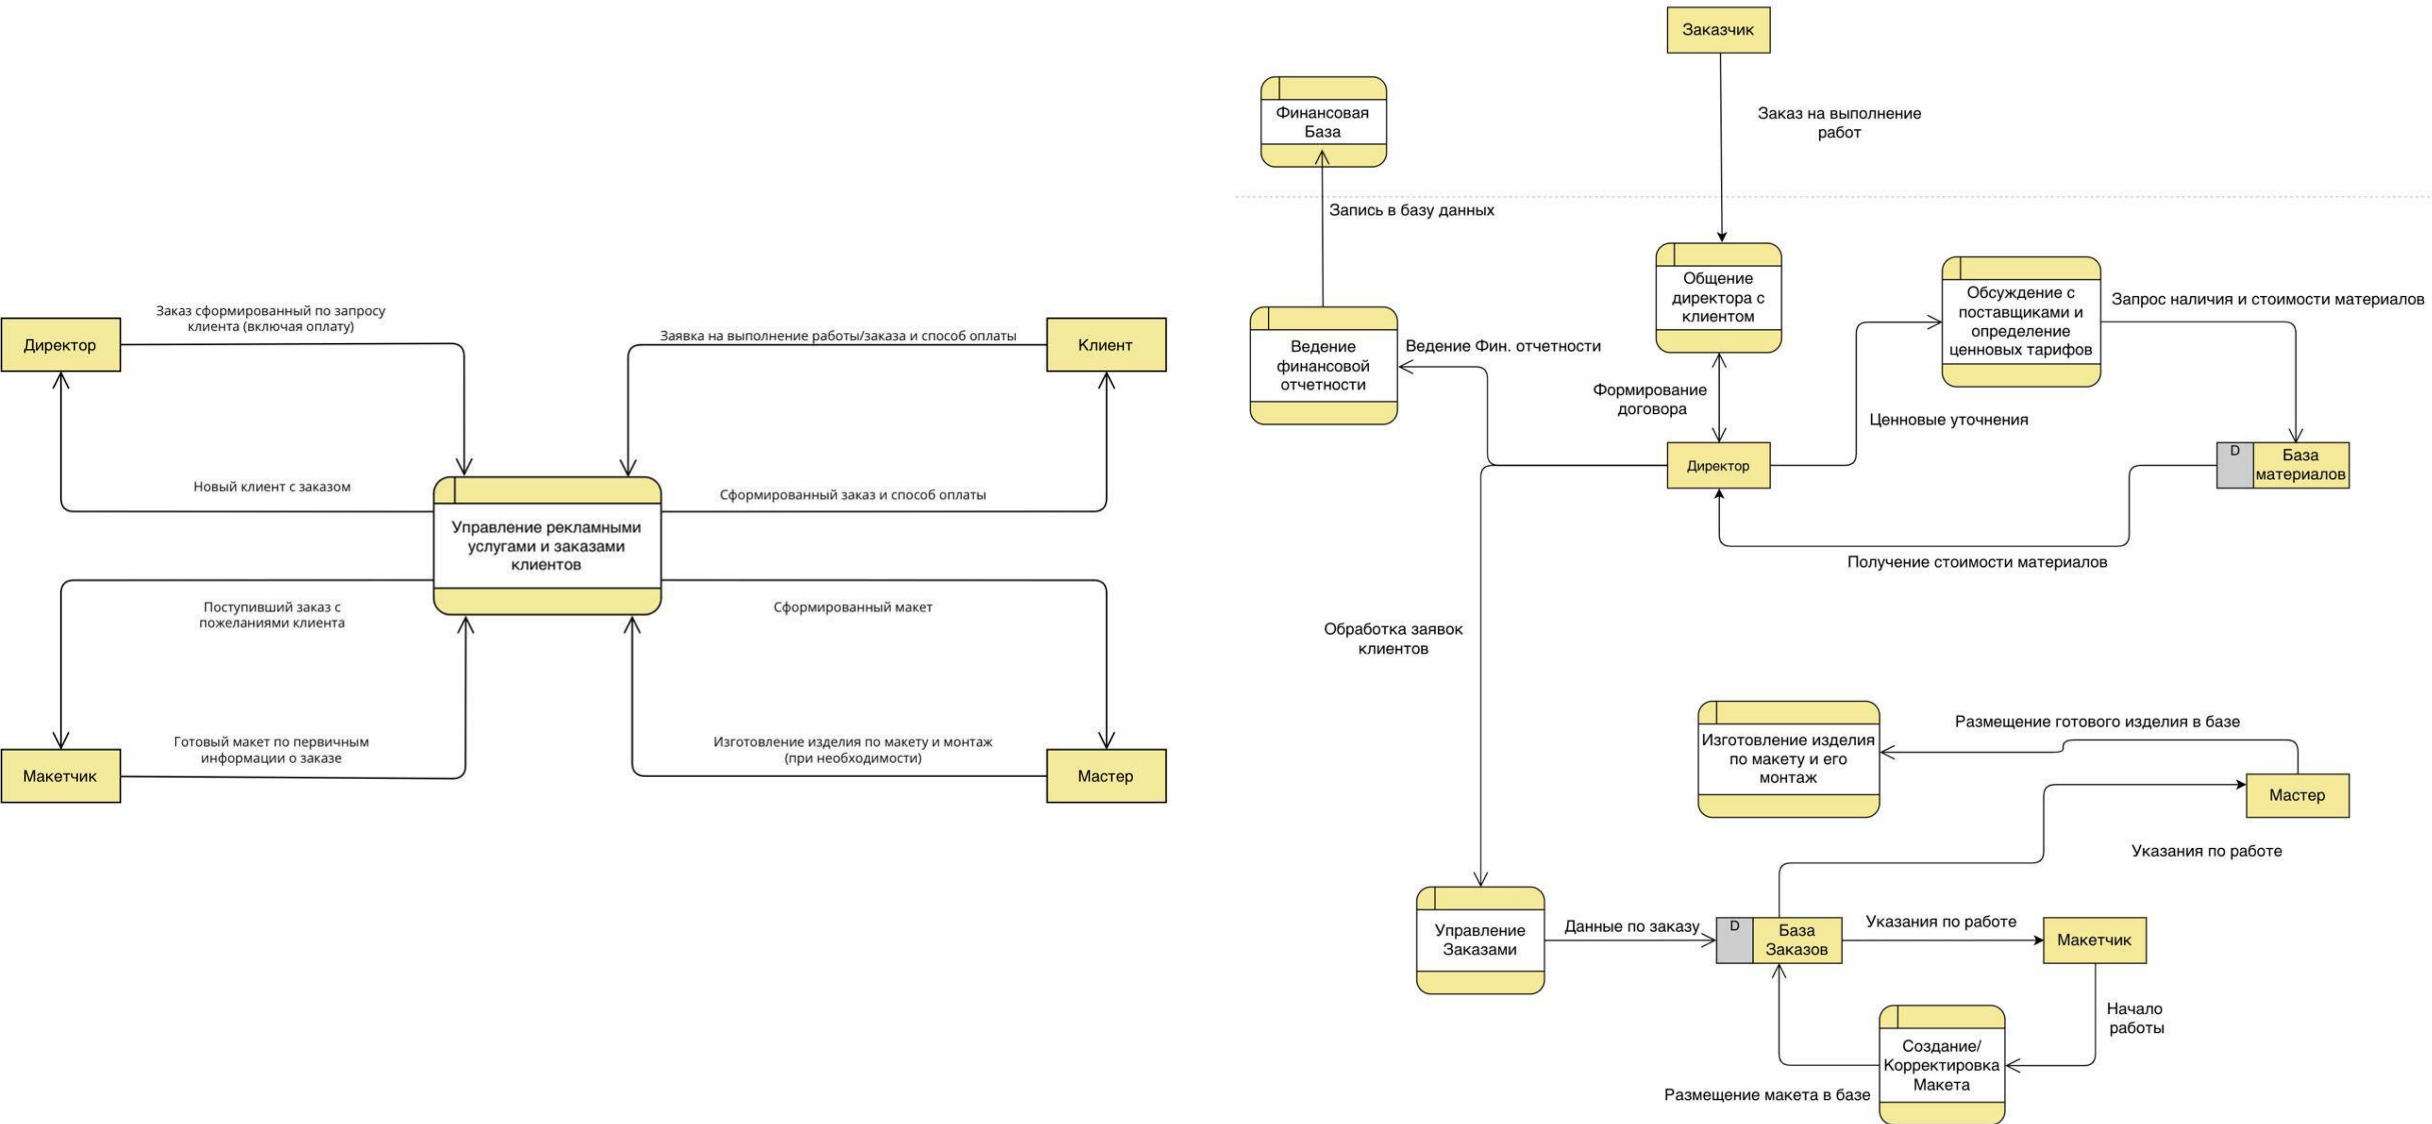 Директор
Заказ сформированный по запросу
клиента (включая оплату)
Заявка на выполнение работы/заказа и способ оплаты
Клиент
Новый клиент с заказом
Сформированный заказ и способ оплаты
Управление рекламными
услугами и заказами
клиентов
Поступивший заказ с
пожеланиями клиента
Сформированный макет
Готовый макет по первичным
информации о заказе
Изготовление изделия по макету и монтаж
(при необходимости)
Макетчик
Мастер
Заказчик
Финансовая
База
Заказ на выполнение
работ
Запись в базу данных
Общение
директора с
клиентом
Обсуждение с
поставщиками и
определение
ценновых тарифов
Запрос наличия и стоимости материалов
Ведение
финансовой
отчетности
Ведение Фин. отчетности
Формирование
договора
Ценновые уточнения
Директор
D
База
материалов
Получение стоимости материалов
Обработка заявок
клиентов
Изготовление изделия
по макету и его
монтаж
Размещение готового изделия в базе
Мастер
Указания по работе
Управление
Заказами
Данные по заказу
D
База
Заказов
Указания по работе
Макетчик
Начало
работы
Создание/
Корректировка
Макета
Размещение макета в базе